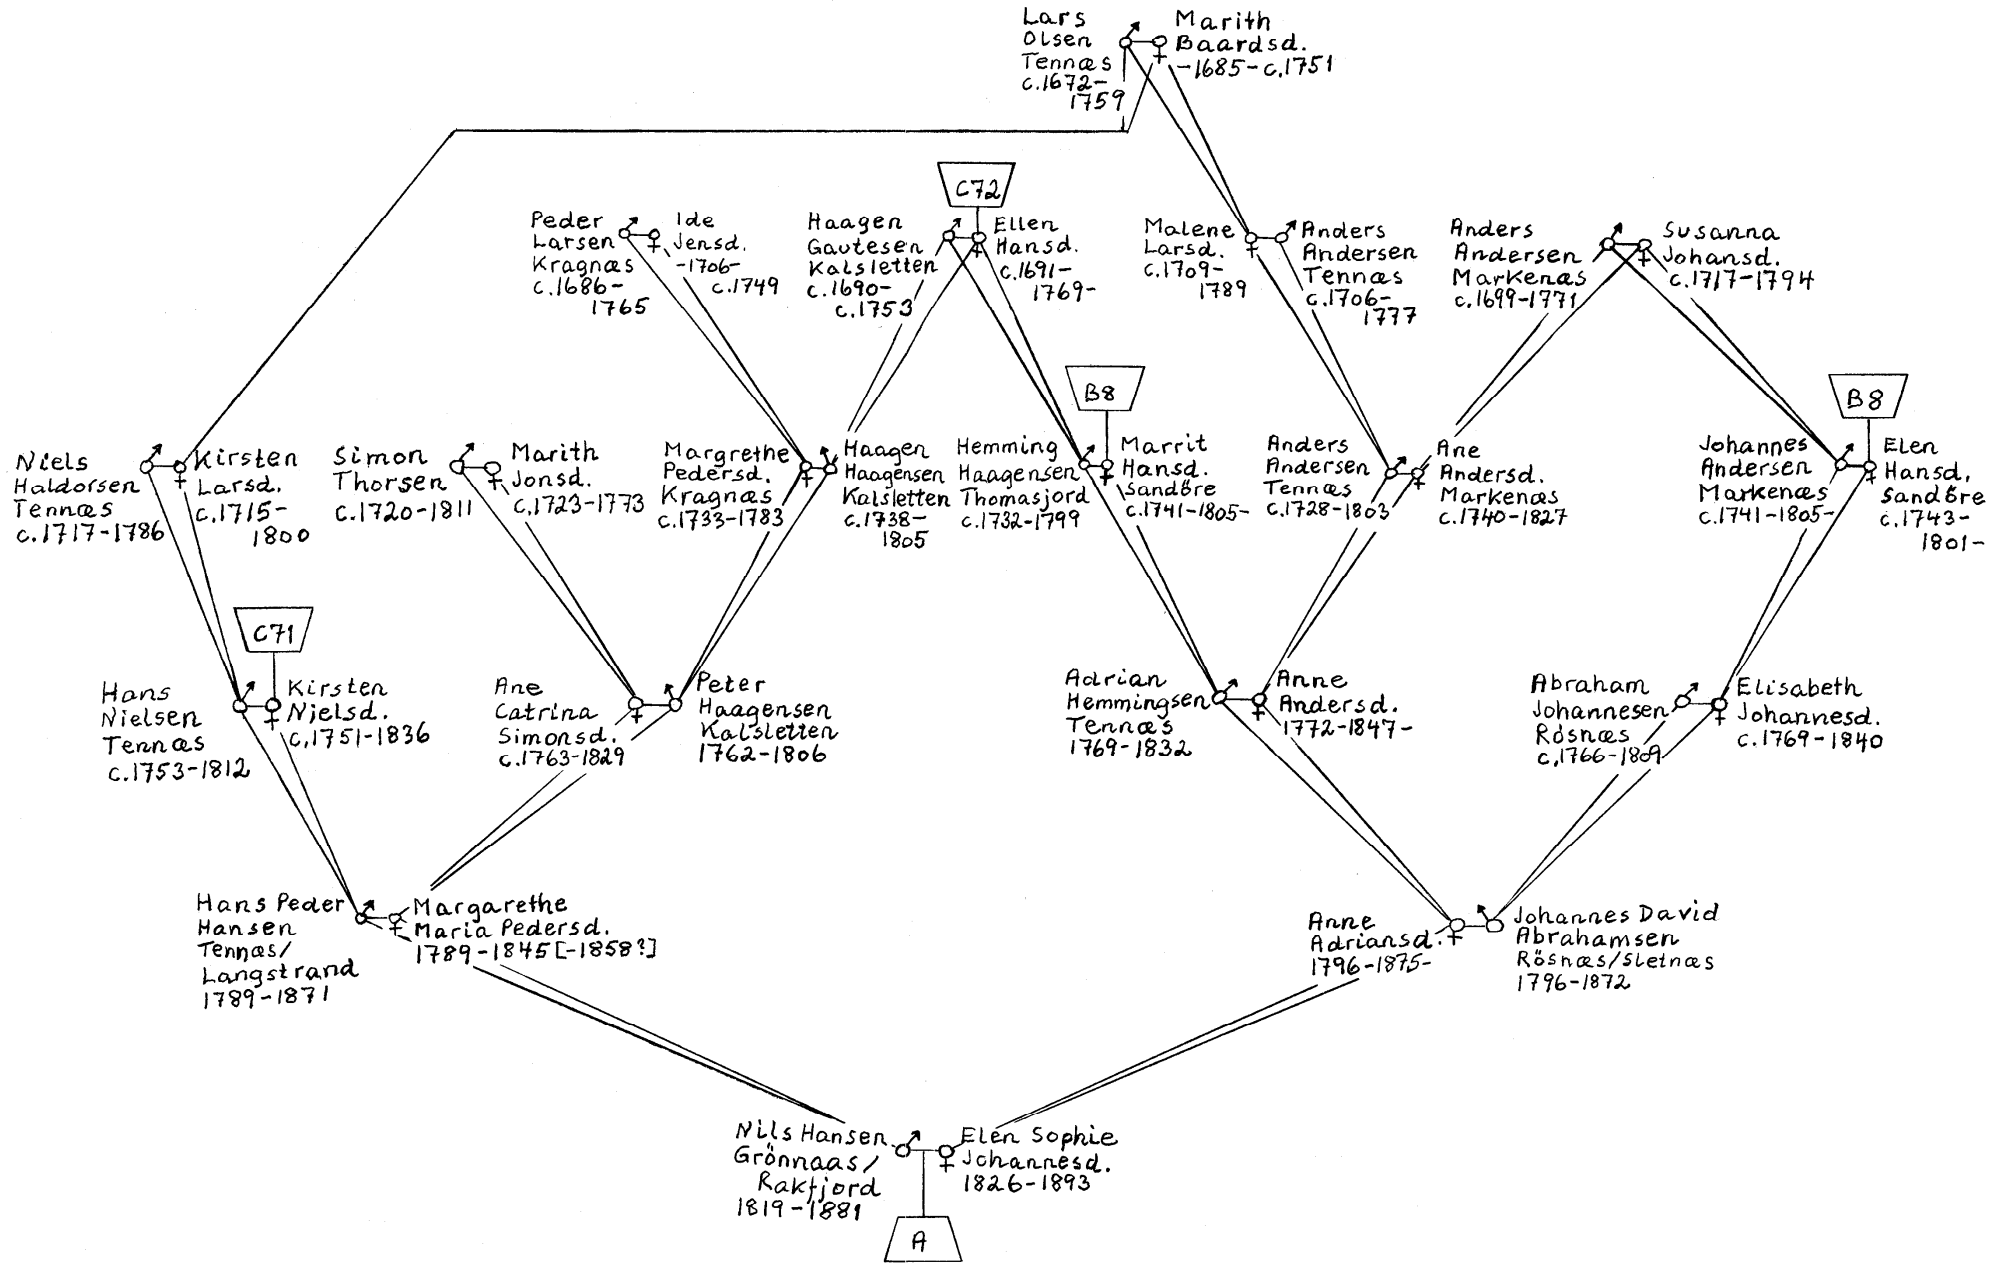 Lars
Olsen
Tennæs
c.1672-
1759
Marith
Baardsd.
-1685-c.1751
C72
Peder
Larsen
Kragnæs
c.1686-
1765
Ide
Jensd.
-1706-
c.1749
Haagen
Gautesen
Kalsletten
c.1690-
c.1753
Ellen
Hansd.
c.1691-
1769-
Malene
Larsd.
c.1709-
1789
Anders
Andersen
Tennæs
c.1706-
1777
Anders
Andersen
Markenæs
c.1699-1771
Susanna
Johansd.
c.1717-1794
B8
B8
Niels
Haldorsen
Tennæs
c.1717-1786
Kirsten
Larsd.
c.1715-
1800
Simon
Thorsen
c.1720-1811
Marith
Jonsd.
c.1723-1773
Margrethe
Pedersd.
Kragnæs
c.1733-1783
Haagen
Haagensen
Kalsletten
c.1738-
1805
Hemming
Haagensen
Thomasjord
c.1732-1799
Marrit
Hansd.
Sandöre
c.1741-1805-
Anders
Andersen
Tennæs
c.1728-1803
Ane
Andersd.
Markenæs
c.1740-1827
Johannes
Andersen
Markenæs
c.1741-1805-
Elen
Hansd.
Sandöre
c.1743-
1801-
C71
Hans
Nielsen
Tennæs
c.1753-1812
Kirsten
Nielsd.
c.1751-1836
Ane
Catrina
Simonsd.
c.1763-1829
Peter
Haagensen
Kalsletten
1762-1806
Adrian
Hemmingsen
Tennæs
1769-1832
Anne
Andersd.
1772-1847-
Abraham
Johannesen
Rösnæs
c.1766-1809
Elisabeth
Johannesd.
c.1769-1840
Hans Peder
Hansen
Tennæs/
Langstrand
1789-1871
Margarethe
Maria Pedersd.
1789-1845[-1858?]
Anne
Adriansd.
1796-1875-
Johannes David
Abrahamsen
Rösnæs/Sletnæs
1796-1872
Nils Hansen
Grönnaas/
Rakfjord
1819-1881
Elen Sophie
Johannesd.
1826-1893
A